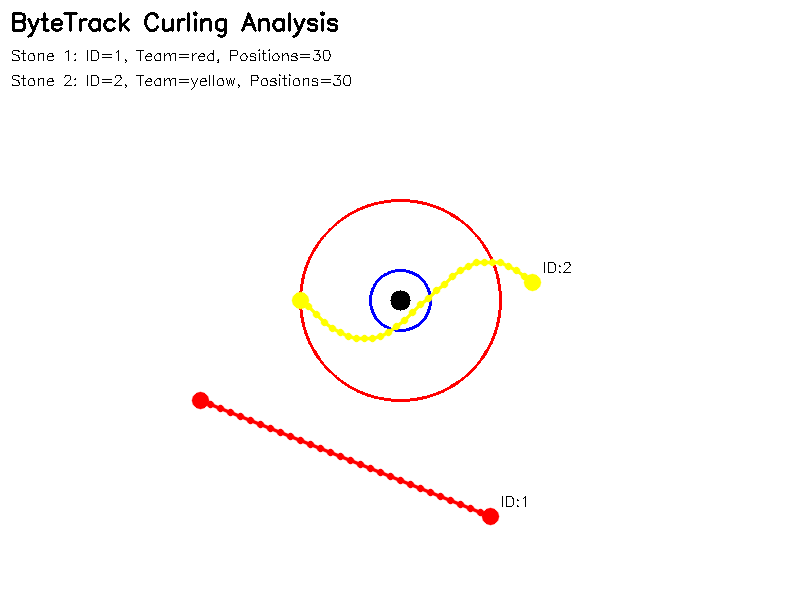 ByteTrack Curling Analysis
Stone 1: ID=1, Team=red, Positions=30
Stone 2: ID=2, Team=yellow, Positions=30
ID:2
ID:1